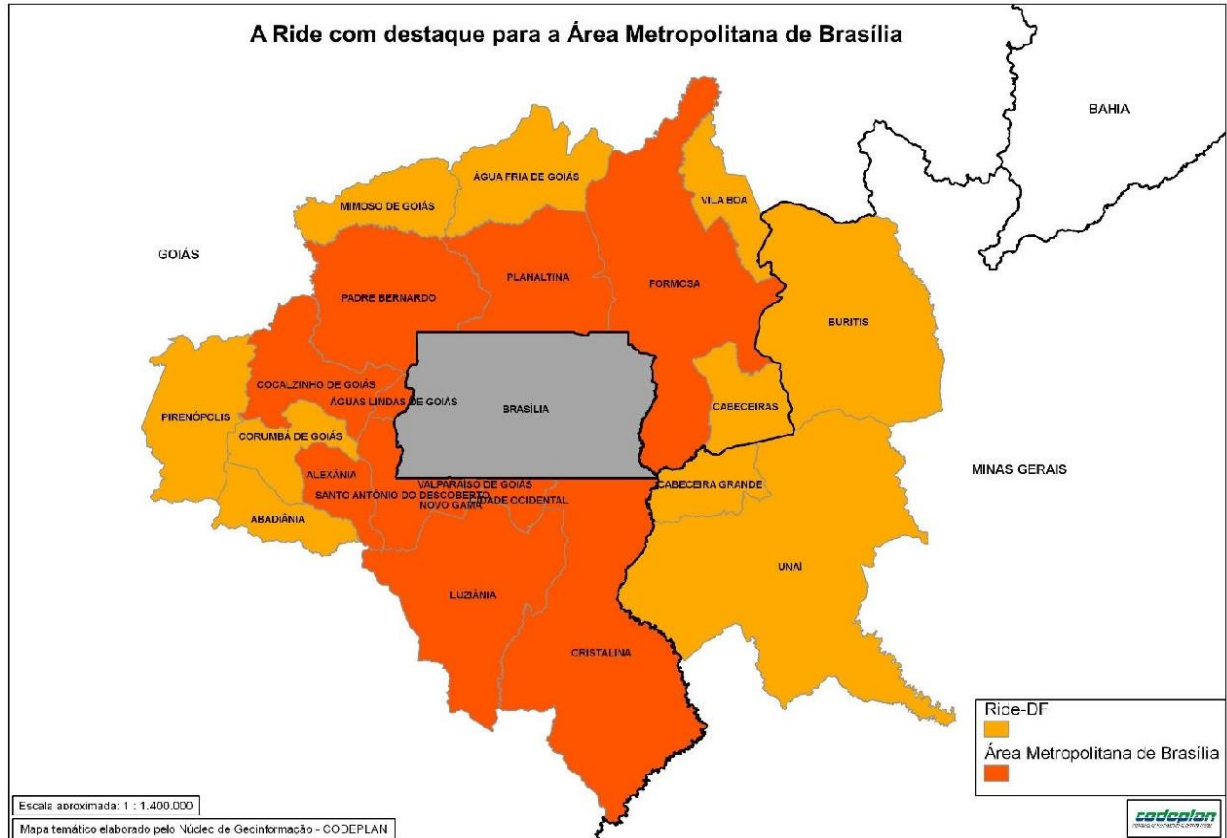 A Ride com destaque para a Área Metropolitana de Brasília
BAHIA
ÁGUA FRIA DE GOIÁS
MIMOSO DE GOIÁS
VILA BOA
GOIÁS
PLANALTINA
FORMOSA
PADRE BERNARDO
BURITIS
COCALZINHO DE GOIÁS
ÁGUAS LINDAS DE GOIÁS
BRASÍLIA
CABECEIRAS
PIRENÓPOLIS
CORUMBÁ DE GOIÁS
MINAS GERAIS
ALEXÂNIA
VALPARAÍSO DE GOIÁS
CABECEIRA GRANDE
SANTO ANTÔNIO DO DESCOBERTO
CIDADE OCIDENTAL
NOVO GAMA
ABADIÂNIA
UNAÍ
LUZIÂNIA
CRISTALINA
Ride-DF
Área Metropolitana de Brasília
Escala aproximada: 1 : 1.400.000
Mapa temático elaborado pelo Núcleo de Geoinformação - CODEPLAN
codeplan